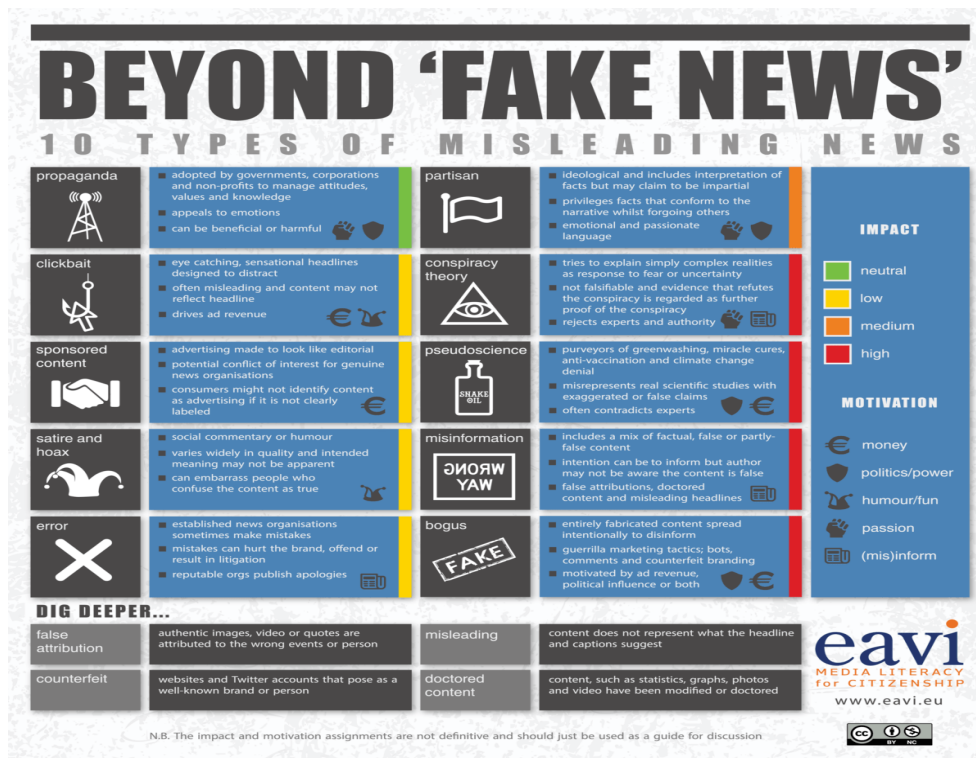 BEYOND ‘FAKE NEWS’
10 TYPES OF MISLEADING NEWS
propaganda
adopted by governments, corporations
and non-profits to manage attitudes,
values and knowledge
appeals to emotions
can be beneficial or harmful
partisan
ideological and includes interpretation of
facts but may claim to be impartial
privileges facts that conform to the
narrative whilst forgoing others
emotional and passionate
language
clickbait
eye catching, sensational headlines
designed to distract
often misleading and content may not
reflect headline
drives ad revenue
conspiracy
theory
tries to explain simply complex realities
as response to fear or uncertainty
not falsifiable and evidence that refutes
the conspiracy is regarded as further
proof of the conspiracy
rejects experts and authority
sponsored
content
advertising made to look like editorial
potential conflict of interest for genuine
news organisations
consumers might not identify content
as advertising if it is not clearly
labeled
pseudoscience
SNAKE
OIL
purveyors of greenwashing, miracle cures,
anti-vaccination and climate change
denial
misrepresents real scientific studies with
exaggerated or false claims
often contradicts experts
satire and
hoax
social commentary or humour
varies widely in quality and intended
meaning may not be apparent
can embarrass people who
confuse the content as true
misinformation
WRONG
WAY
includes a mix of factual, false or partly-
false content
intention can be to inform but author
may not be aware the content is false
false attributions, doctored
content and misleading headlines
error
established news organisations
sometimes make mistakes
mistakes can hurt the brand, offend or
result in litigation
reputable orgs publish apologies
bogus
FAKE
entirely fabricated content spread
intentionally to disinform
guerrilla marketing tactics; bots,
comments and counterfeit branding
motivated by ad revenue,
political influence or both
IMPACT
neutral
low
medium
high
MOTIVATION
€ money
politics/power
humour/fun
passion
(mis)inform
DIG DEEPER...
false
attribution
authentic images, video or quotes are
attributed to the wrong events or person
misleading
content does not represent what the headline
and captions suggest
counterfeit
websites and Twitter accounts that pose as a
well-known brand or person
doctored
content
content, such as statistics, graphs, photos
and video have been modified or doctored
eavi
MEDIA LITERACY
for CITIZENSHIP
www.eavi.eu
N.B. The impact and motivation assignments are not definitive and should just be used as a guide for discussion
cc
BY NC